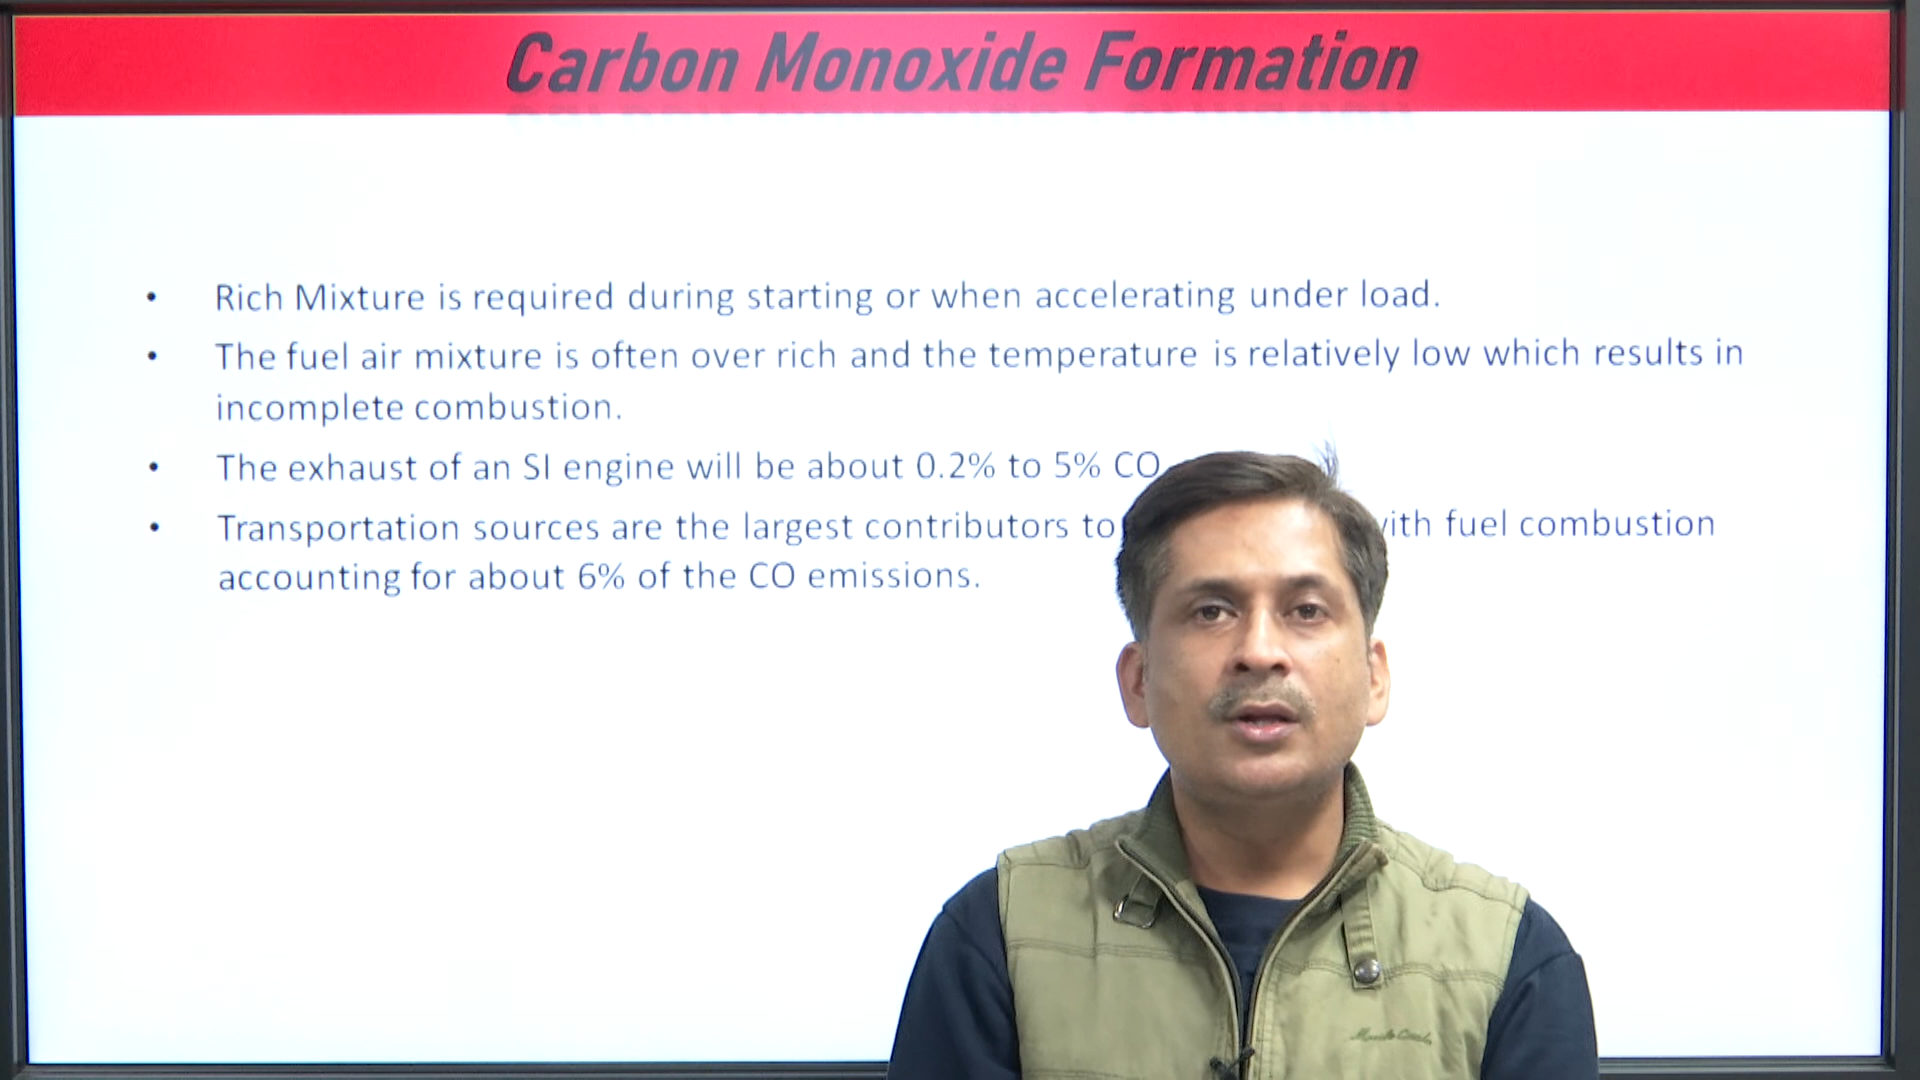 Carbon Monoxide Formation
• Rich Mixture is required during starting or when accelerating under load.
• The fuel air mixture is often over rich and the temperature is relatively low which results in
incomplete combustion.
• The exhaust of an SI engine will be about 0.2% to 5% CO
• Transportation sources are the largest contributors to with fuel combustion
accounting for about 6% of the CO emissions.